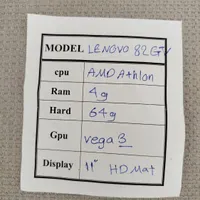 MODEL LENOVO 82GV
cpu AMD Athlon
Ram 4g
Hard 64g
Gpu vega 3
Display 11" HD Mat